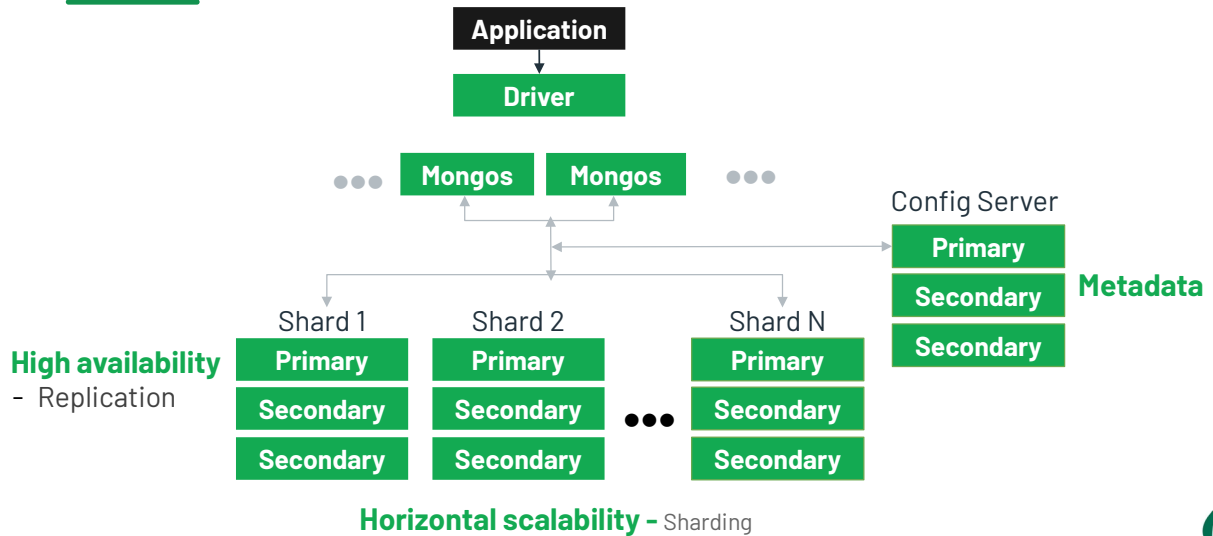 Application
Driver
Mongos Mongos
Config Server
Primary
Secondary
Secondary
Metadata
Shard 1 Shard 2 Shard N
High availability
- Replication
Primary Primary Primary
Secondary Secondary Secondary
Secondary Secondary Secondary
Horizontal scalability - Sharding